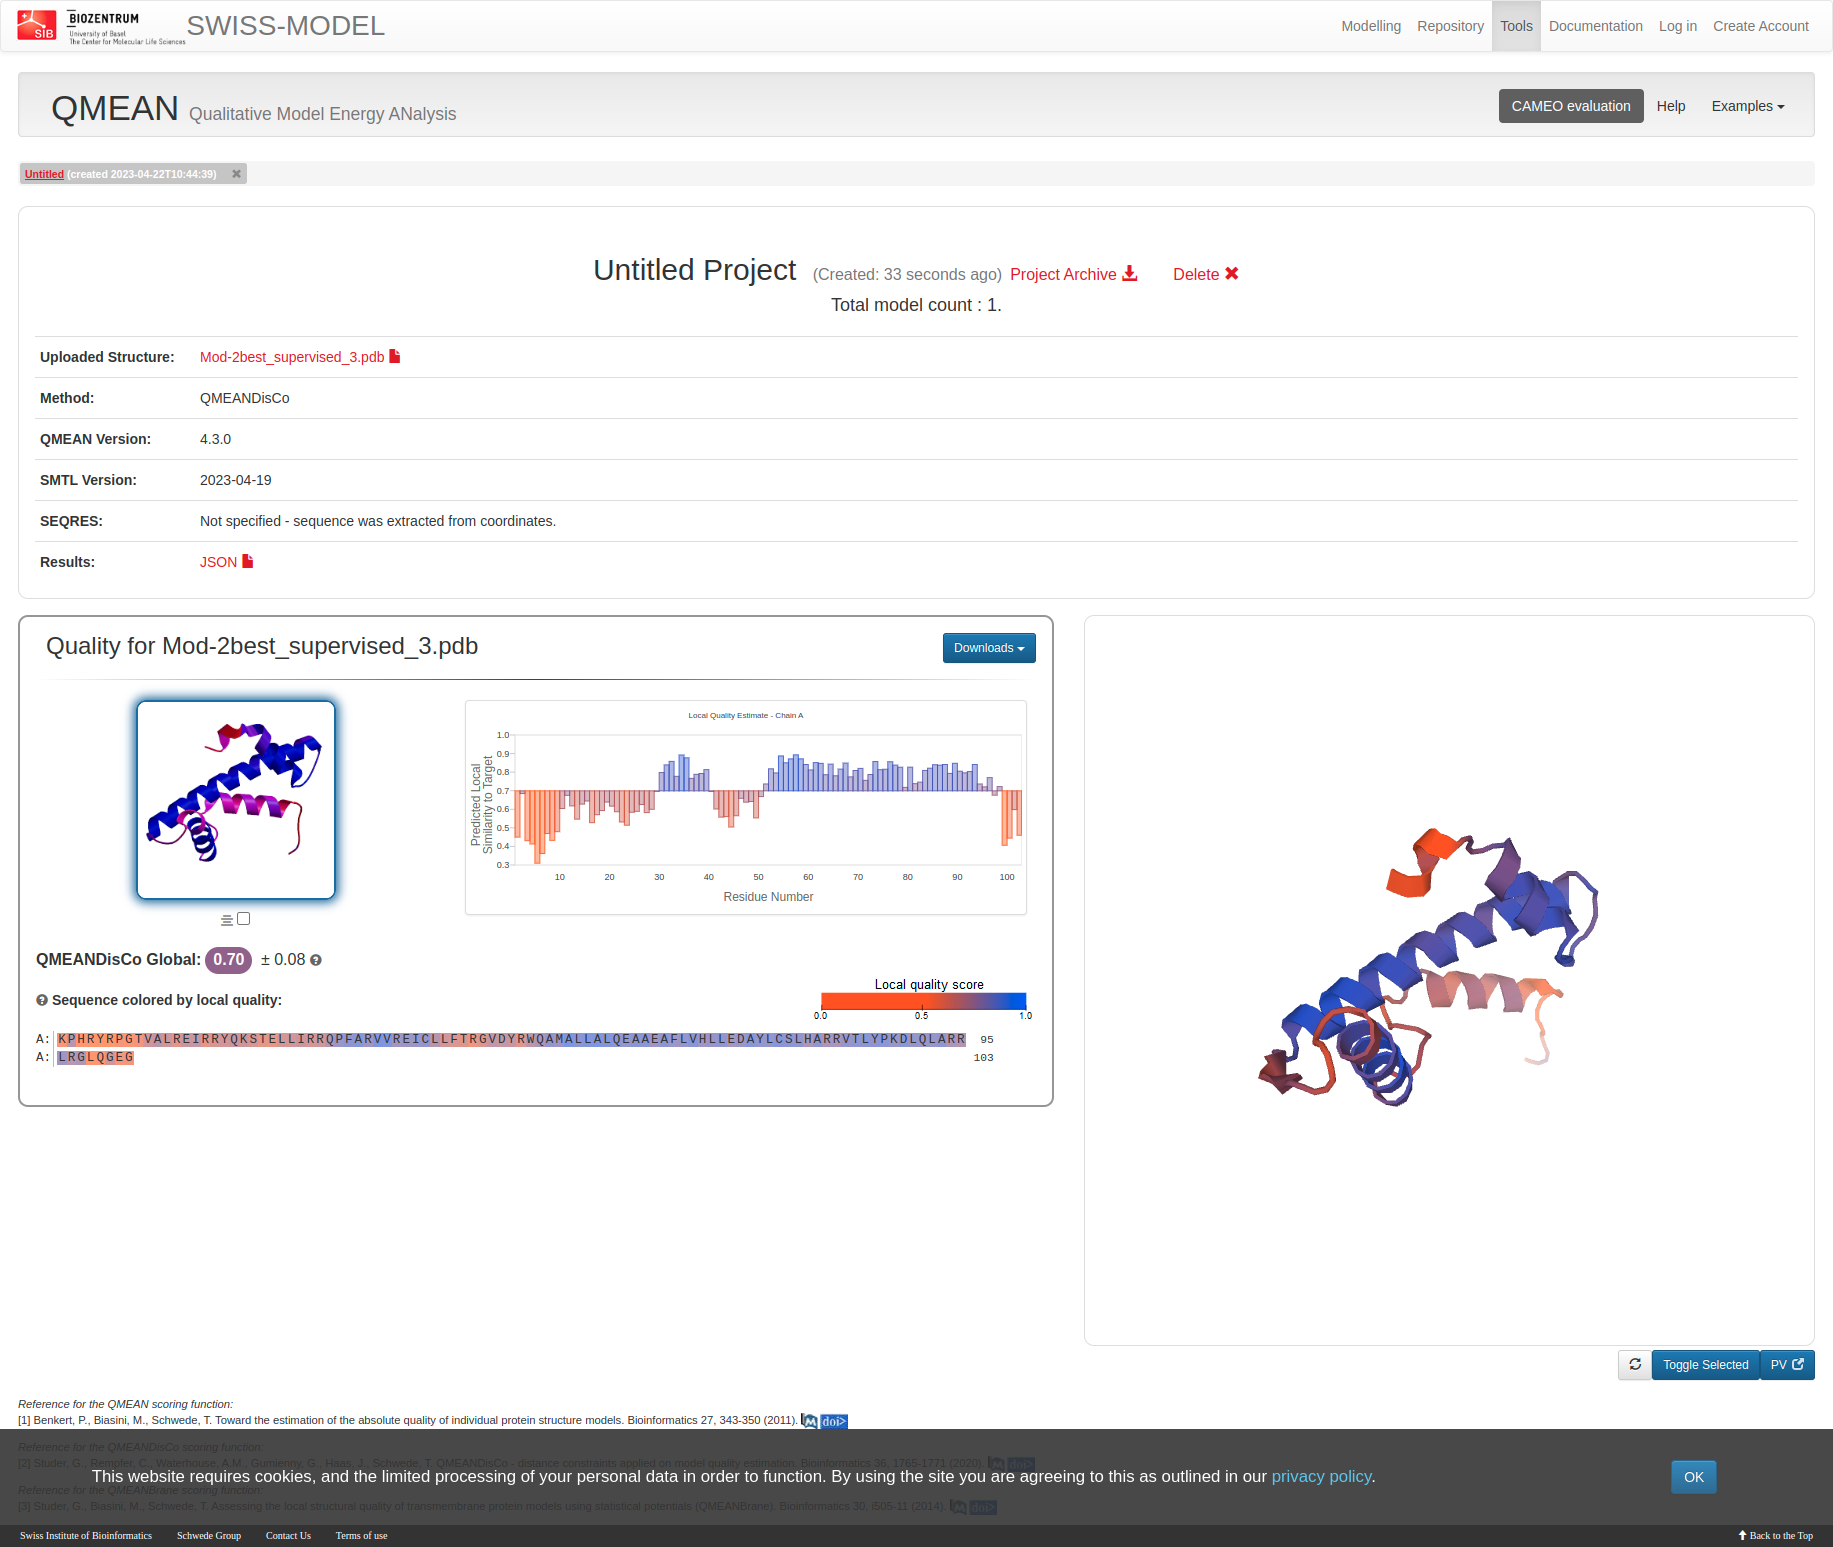 SIB
BIOZENTRUM
University of Basel
The Center for Molecular Life Sciences
SWISS-MODEL
Modelling Repository Tools Documentation Log in Create Account
QMEAN Qualitative Model Energy ANalysis
CAMEO evaluation Help Examples
Untitled (created 2023-04-22T10:44:39)
Untitled Project (Created: 33 seconds ago) Project Archive Delete
Total model count : 1.
Uploaded Structure: Mod-2best_supervised_3.pdb
Method: QMEANDisCo
QMEAN Version: 4.3.0
SMTL Version: 2023-04-19
SEQRES: Not specified - sequence was extracted from coordinates.
Results: JSON
Quality for Mod-2best_supervised_3.pdb
Downloads
Local Quality Estimate - Chain A
Predicted Local
Similarity to Target
1.0
0.9
0.8
0.7
0.6
0.5
0.4
0.3
10 20 30 40 50 60 70 80 90 100
Residue Number
QMEANDisCo Global: 0.70 ± 0.08
Sequence colored by local quality:
Local quality score
0.0 0.5 1.0
A: KPHRYRPGTVALREIRRYQKSTELLIRRQPFARVVREICLLFTRGVDYRWQAMALLALQEAAEAFLVHLLEDAYLCSLHARRVTLYPKDLQLARR 95
A: LRGLQGEG 103
Toggle Selected PV
Reference for the QMEAN scoring function:
[1] Benkert, P., Biasini, M., Schwede, T. Toward the estimation of the absolute quality of individual protein structure models. Bioinformatics 27, 343-350 (2011). M doi>
Reference for the QMEANDisCo scoring function:
[2] Studer, G., Rempfer, C., Waterhouse, A.M., Gumienny, G., Haas, J., Schwede, T. QMEANDisCo - distance constraints applied on model quality estimation. Bioinformatics 36, 1765-1771 (2020). M doi>
This website requires cookies, and the limited processing of your personal data in order to function. By using the site you are agreeing to this as outlined in our privacy policy.
OK
Reference for the QMEANBrane scoring function:
[3] Studer, G., Biasini, M., Schwede, T. Assessing the local structural quality of transmembrane protein models using statistical potentials (QMEANBrane). Bioinformatics 30, i505-11 (2014). M doi>
Swiss Institute of Bioinformatics Schwede Group Contact Us Terms of use Back to the Top